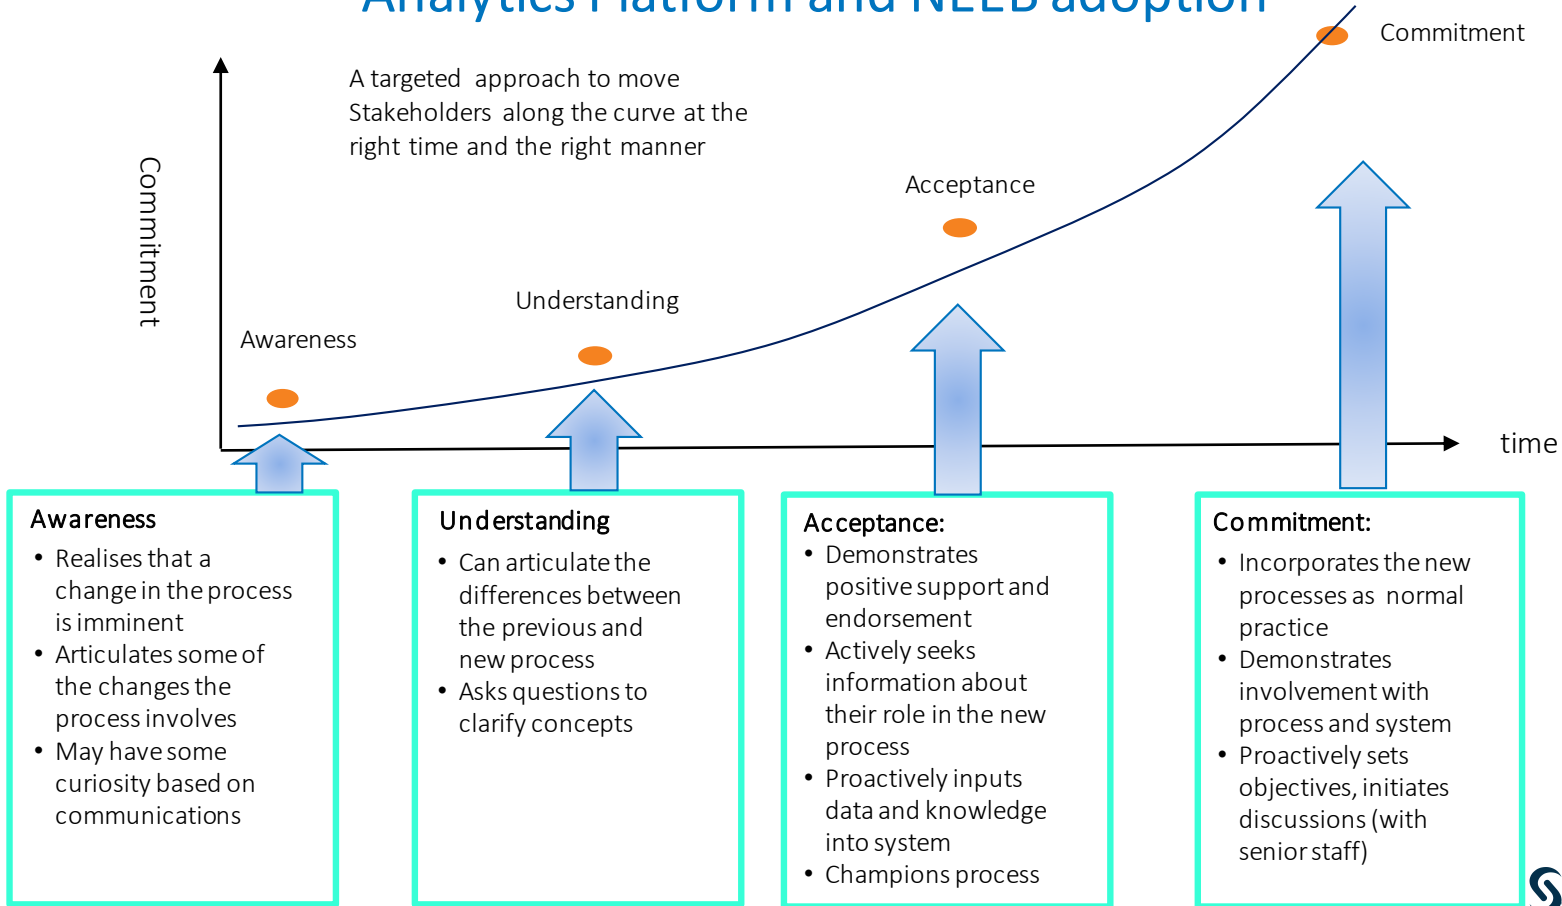 Analytics Platform and NEEB adoption
Commitment
A targeted approach to move
Stakeholders along the curve at the
right time and the right manner
Commitment
Acceptance
Understanding
Awareness
time
Awareness
• Realises that a
change in the process
is imminent
• Articulates some of
the changes the
process involves
• May have some
curiosity based on
communications
Understanding
• Can articulate the
differences between
the previous and
new process
• Asks questions to
clarify concepts
Acceptance:
• Demonstrates
positive support and
endorsement
• Actively seeks
information about
their role in the new
process
• Proactively inputs
data and knowledge
into system
• Champions process
Commitment:
• Incorporates the new
processes as normal
practice
• Demonstrates
involvement with
process and system
• Proactively sets
objectives, initiates
discussions (with
senior staff)